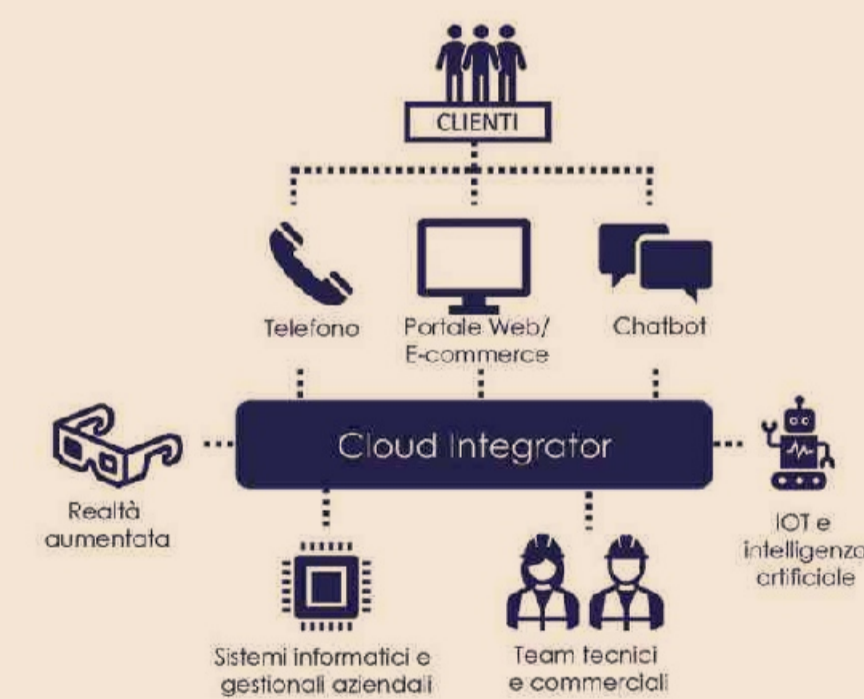 CLIENTI
Telefono
Portale Web/
E-commerce
Chatbot
Cloud Integrator
Realtà
aumentata
IOT e
intelligenza
artificiale
Sistemi informatici e
gestionali aziendali
Team tecnici
e commerciali